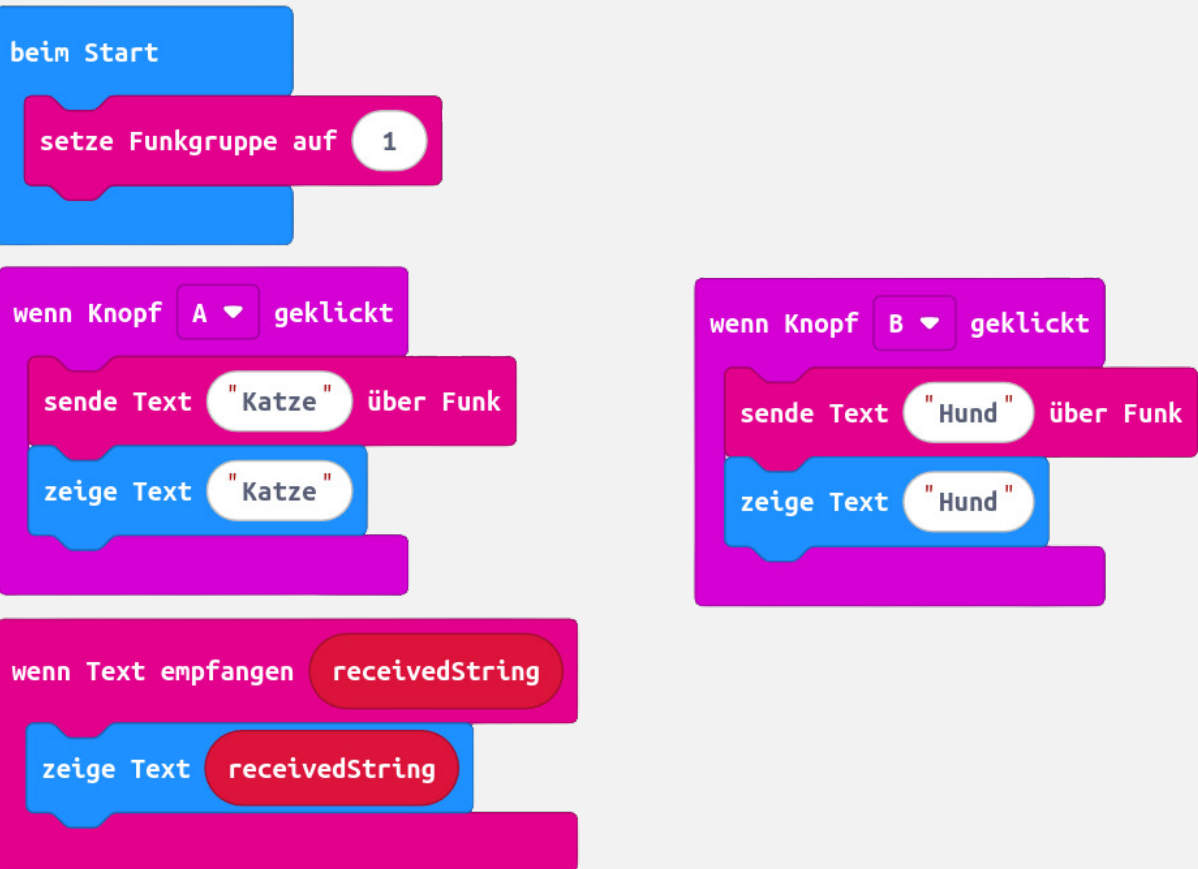 beim Start
setze Funkgruppe auf 1
wenn Knopf A geklickt
sende Text "Katze" über Funk
zeige Text "Katze"
wenn Knopf B geklickt
sende Text "Hund" über Funk
zeige Text "Hund"
wenn Text empfangen receivedString
zeige Text receivedString